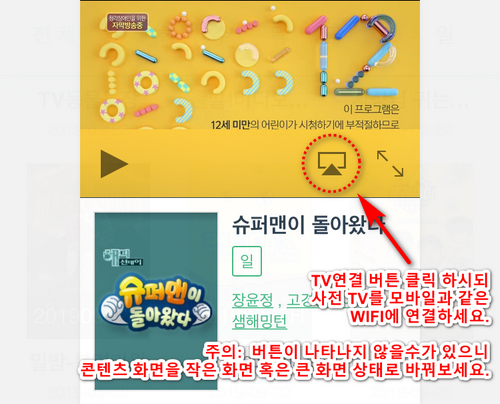 청각장애인을 위한
자막방송중
12
이 프로그램은
12세 미만의 어린이가 시청하기에 부적절하므로
슈퍼맨이 돌아왔다
일
해피
선데이
슈퍼맨이
돌아왔다
장윤정 , 고
샘해밍턴
TV연결 버튼 클릭 하시되
사전 TV를 모바일과 같은
WIFI에 연결하세요.
주의: 버튼이 나타나지 않을수가 있으니
콘텐츠 화면을 작은 화면 혹은 큰 화면 상태로 바꿔보세요.